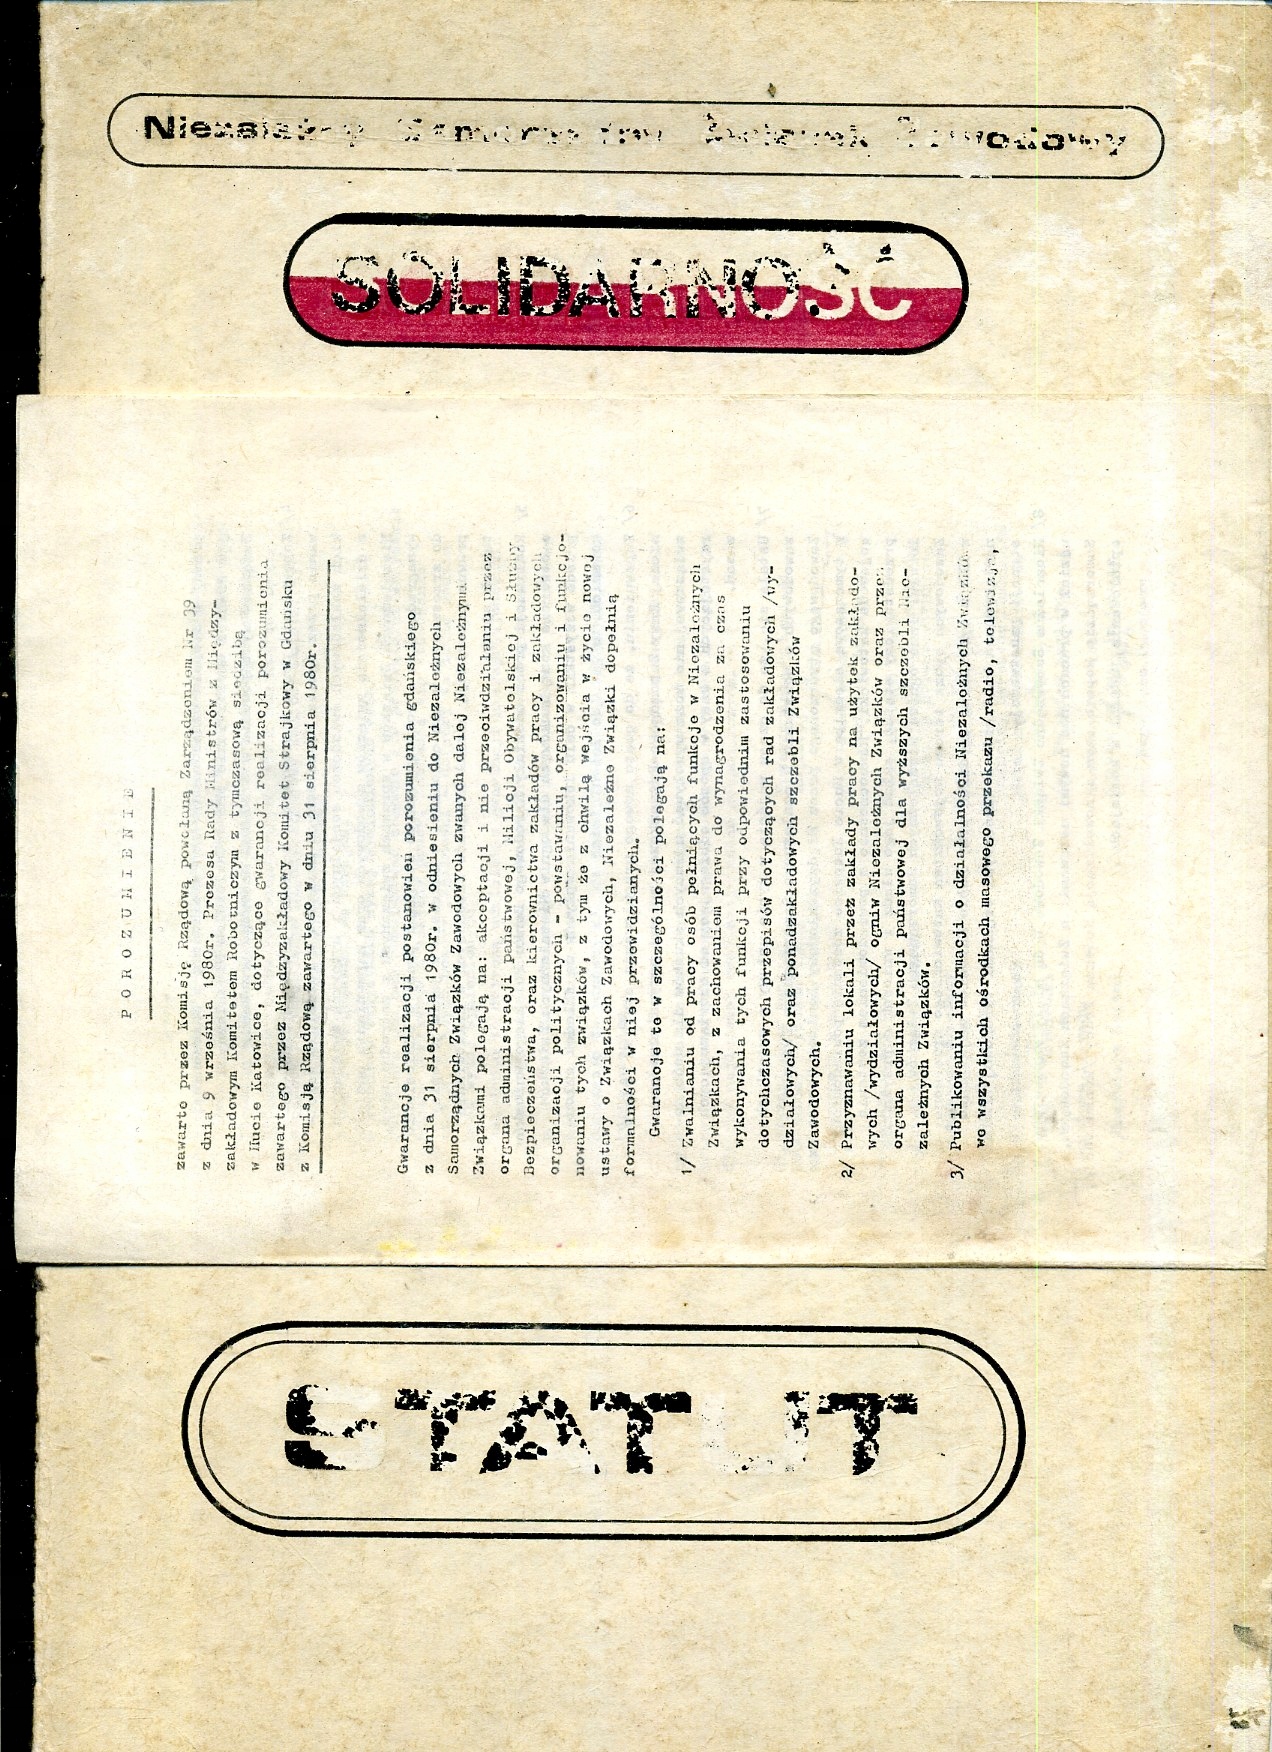 Niezależny Samorządny Związek Zawodowy
SOLIDARNOŚĆ
POROZUMIENIE
zawarte przez Komisję Rządową powołaną Zarządzeniem Nr 39
z dnia 9 września 1980r. Prezesa Rady Ministrów z Między-
zakładowym Komitetem Robotniczym z tymczasową siedzibą
w Hucie Katowice, dotyczące gwarancji realizacji porozumienia
zawartego przez Międzyzakładowy Komitet Strajkowy w Gdańsku
z Komisją Rządową zawartego w dniu 31 sierpnia 1980r.
Gwarancje realizacji postanowień porozumienia gdańskiego
z dnia 31 sierpnia 1980r. w odniesieniu do Niezależnych
Samorządnych Związków Zawodowych zwanych dalej Niezależnymi
Związkami polegają na: akceptacji i nie przeciwdziałaniu przez
organa administracji państwowej, Milicji Obywatelskiej i Służby
Bezpieczeństwa, oraz kierownictwa zakładów pracy i zakładowych
organizacji politycznych - powstawaniu, organizowaniu i funkcjo-
nowaniu tych związków, z tym że z chwilą wejścia w życie nowej
ustawy o Związkach Zawodowych, Niezależne Związki dopełnią
formalności w niej przewidzianych.
Gwarancje te w szczególności polegają na:
1/ Zwalnianiu od pracy osób pełniących funkcje w Niezależnych
Związkach, z zachowaniem prawa do wynagrodzenia za czas
wykonywania tych funkcji przy odpowiednim zastosowaniu
dotychczasowych przepisów dotyczących rad zakładowych /wy-
działowych/ oraz ponadzakładowych szczebli Związków
Zawodowych.
2/ Przyznawaniu lokali przez zakłady pracy na użytek zakłado-
wych /wydziałowych/ ogniw Niezależnych Związków oraz przez
organa administracji państwowej dla wyższych szczebli Nie-
zależnych Związków.
3/ Publikowaniu informacji o działalności Niezależnych Związków
we wszystkich ośrodkach masowego przekazu /radio, telewizja,
STATUT